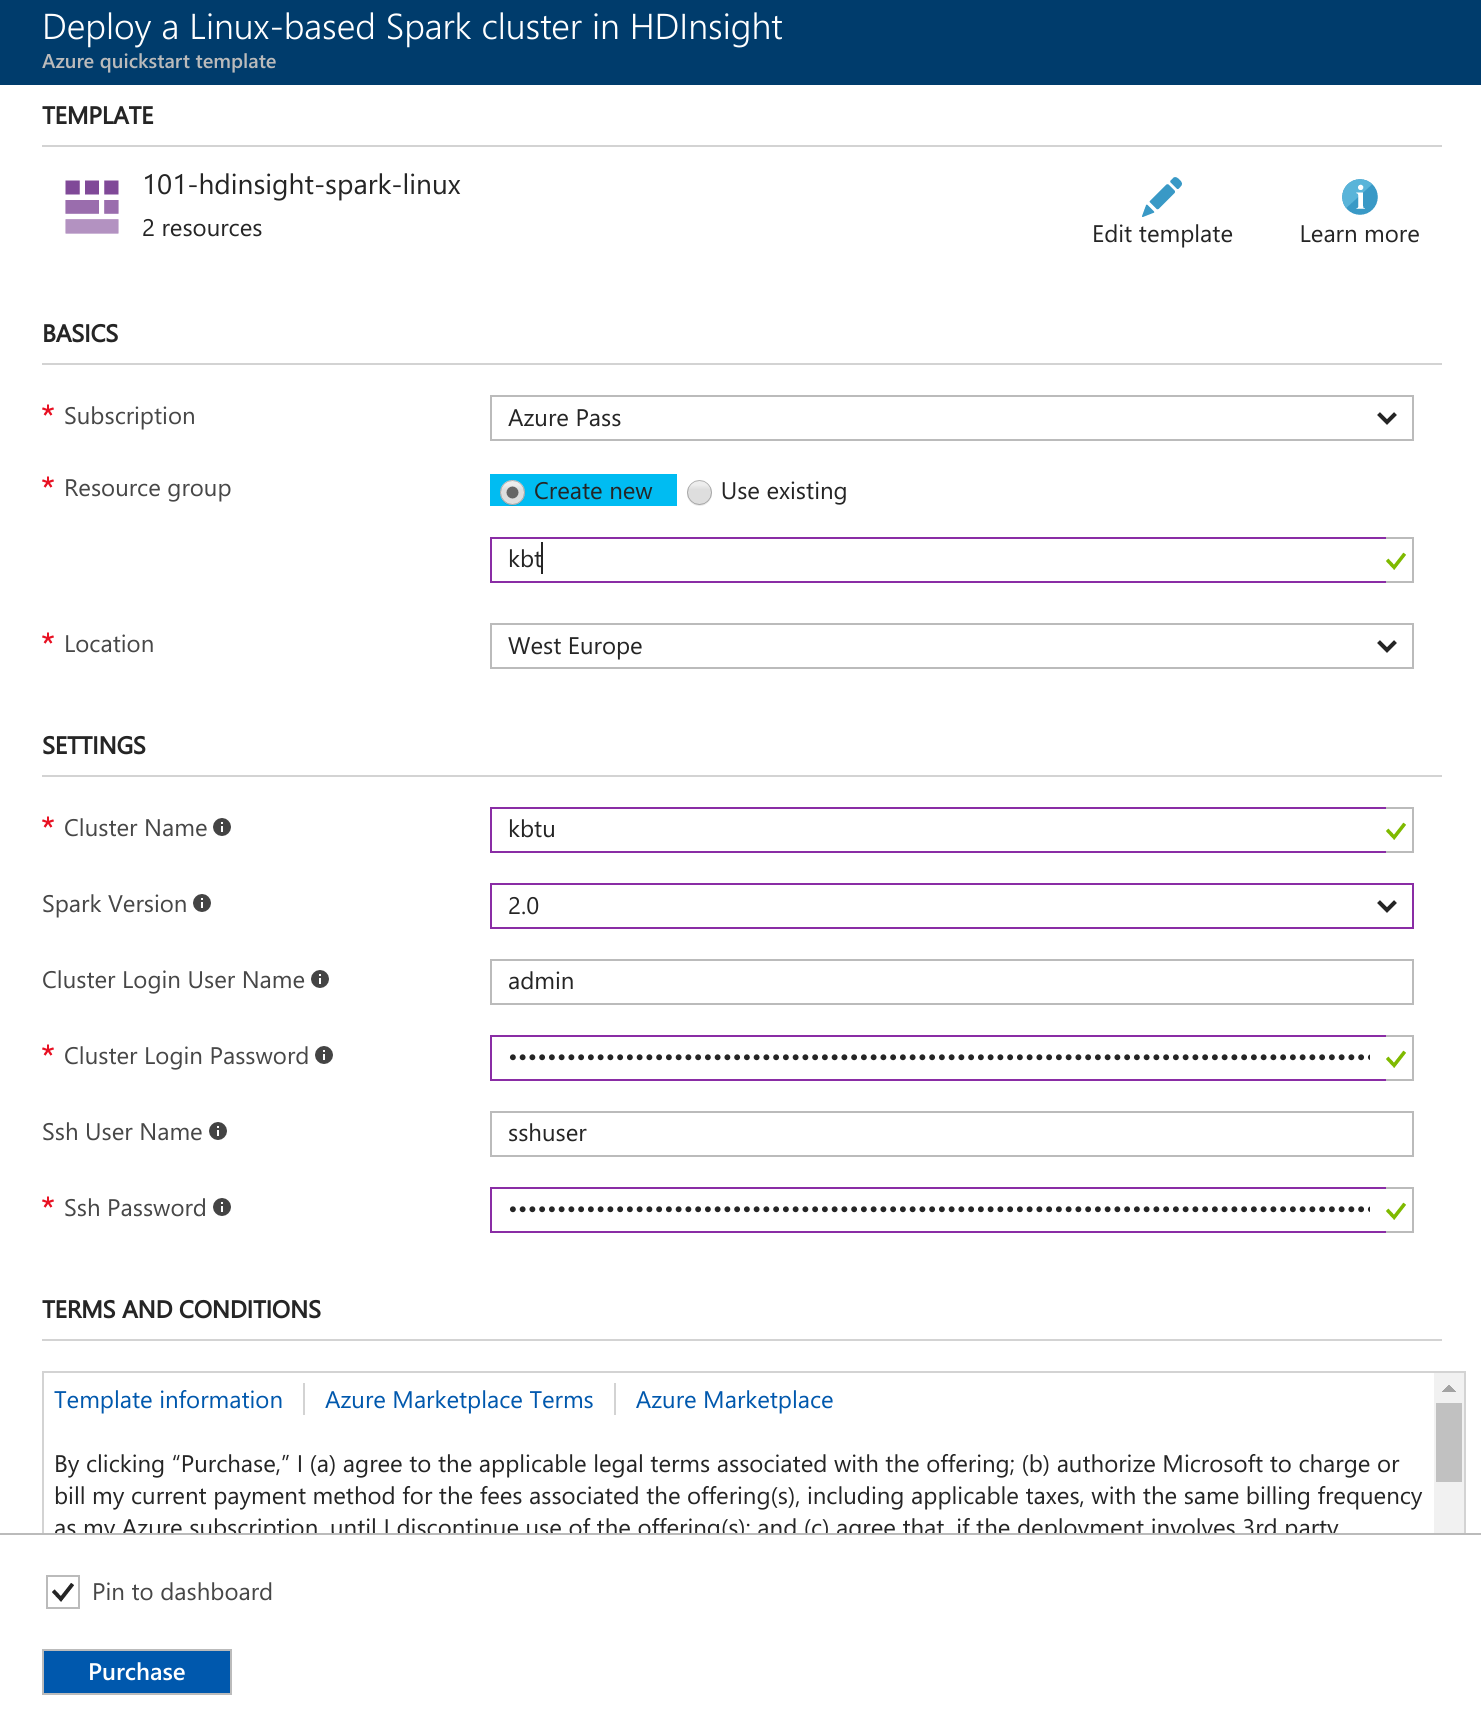 Deploy a Linux-based Spark cluster in HDInsight
Azure quickstart template
TEMPLATE
101-hdinsight-spark-linux
2 resources
Edit template
Learn more
BASICS
* Subscription
Azure Pass
* Resource group
Create new
Use existing
kbt
* Location
West Europe
SETTINGS
* Cluster Name
kbtu
Spark Version
2.0
Cluster Login User Name
admin
* Cluster Login Password
Ssh User Name
sshuser
* Ssh Password
TERMS AND CONDITIONS
Template information
Azure Marketplace Terms
Azure Marketplace
By clicking “Purchase,” I (a) agree to the applicable legal terms associated with the offering; (b) authorize Microsoft to charge or
bill my current payment method for the fees associated the offering(s), including applicable taxes, with the same billing frequency
as my Azure subscription, until I discontinue use of the offering(s); and (c) agree that, if the deployment involves 3rd party
Pin to dashboard
Purchase